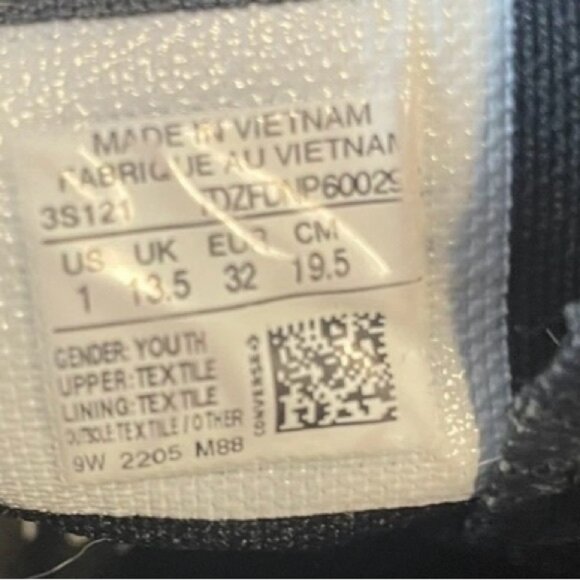 MADE IN VIETNAM
FABRIQUE AU VIETNAM
3S121
US UK EUR CM
1 13.5 32 19.5
GENDER: YOUTH
UPPER: TEXTILE
LINING: TEXTILE
OUTSOLE TEXTILE / OTHER
CONVERSE
9W 2205 M88